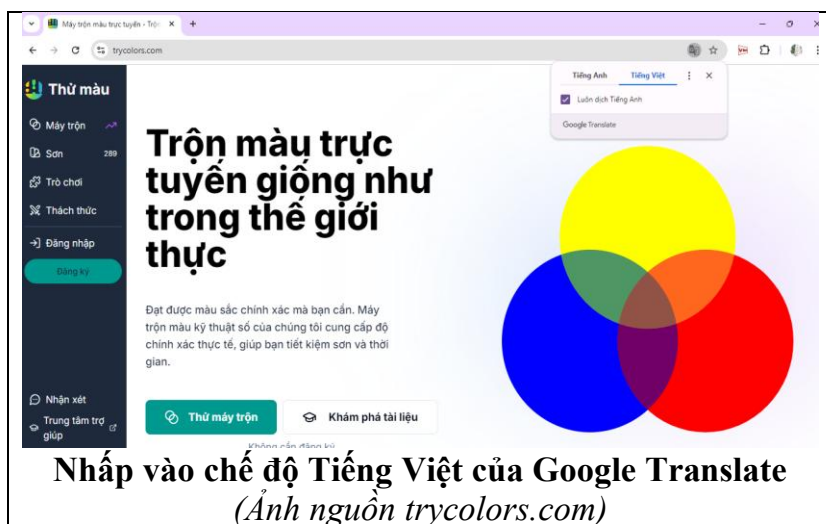 Máy trộn màu trực tuyến - Trộn
trycolors.com
Thử màu
Máy trộn
Sơn 289
Trò chơi
Thách thức
Đăng nhập
Đăng ký
Nhận xét
Trung tâm trợ
giúp
Tiếng Anh Tiếng Việt
Luôn dịch Tiếng Anh
Google Translate
Trộn màu trực
tuyến giống như
trong thế giới
thực
Đạt được màu sắc chính xác mà bạn cần. Máy
trộn màu kỹ thuật số của chúng tôi cung cấp độ
chính xác thực tế, giúp bạn tiết kiệm sơn và thời
gian.
Thử máy trộn Khám phá tài liệu
Không cần đăng ký
Nhấp vào chế độ Tiếng Việt của Google Translate
(Ảnh nguồn trycolors.com)